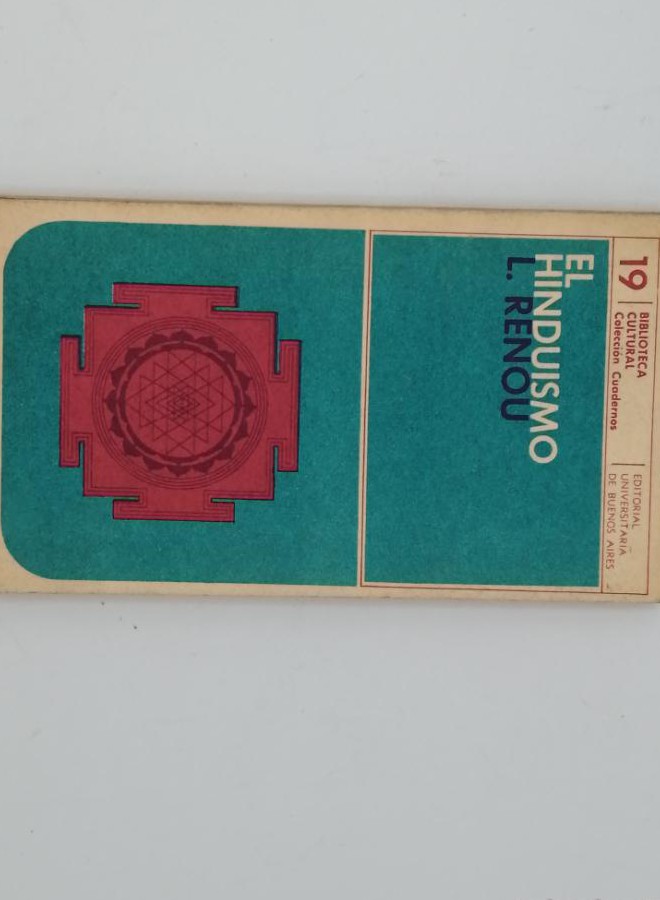 19
BIBLIOTECA
CULTURAL
Colección Cuadernos
EDITORIAL
UNIVERSITARIA
DE BUENOS AIRES
EL
HINDUISMO
L. RENOU